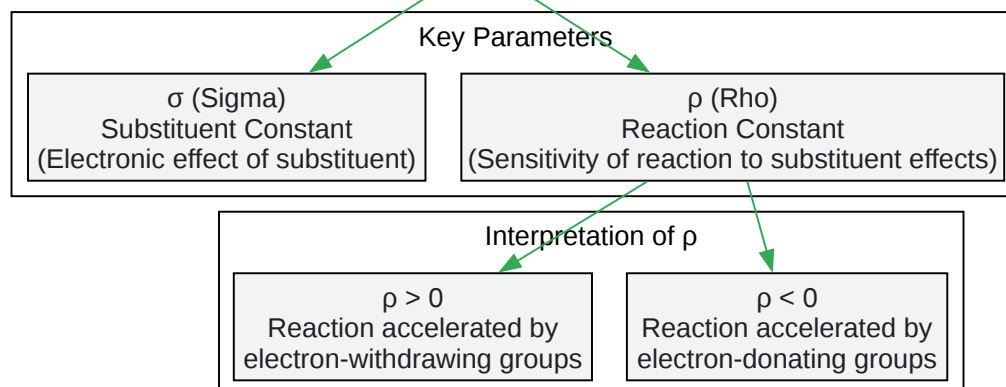 Key Parameters
σ (Sigma)
Substituent Constant
(Electronic effect of substituent)
ρ (Rho)
Reaction Constant
(Sensitivity of reaction to substituent effects)
Interpretation of ρ
ρ > 0
Reaction accelerated by
electron-withdrawing groups
ρ < 0
Reaction accelerated by
electron-donating groups